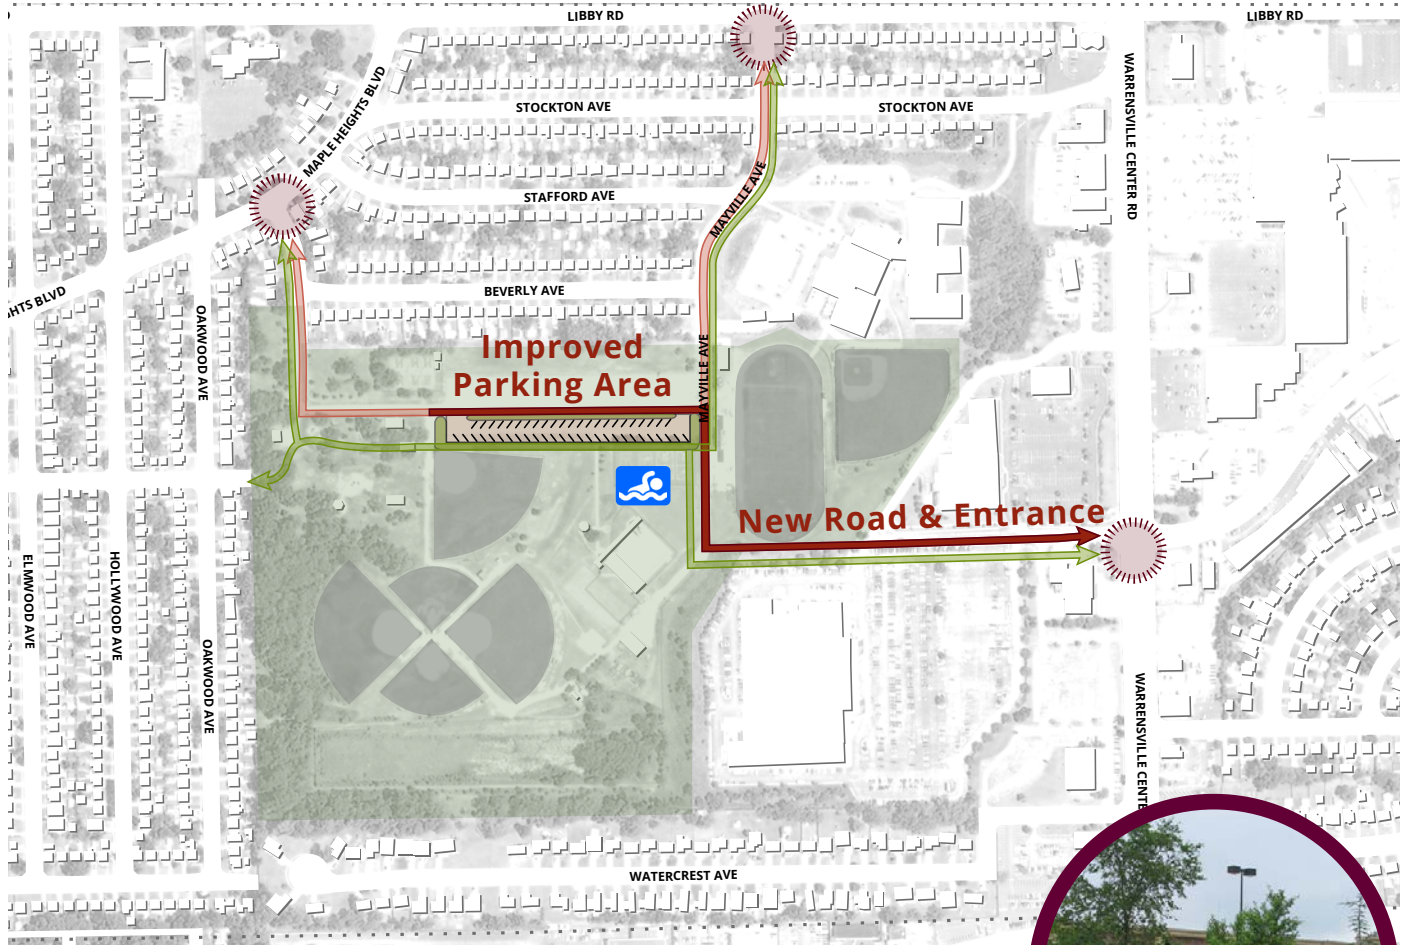 LIBBY RD
LIBBY RD
MAPLE HEIGHTS BLVD
WARRENSVILLE CENTER RD
STOCKTON AVE
STOCKTON AVE
STAFFORD AVE
MAYVILLE AVE
BEVERLY AVE
HTS BLVD
OAKWOOD AVE
Improved
Parking Area
MAYVILLE AVE
New Road & Entrance
ELMWOOD AVE
HOLLYWOOD AVE
OAKWOOD AVE
WARRENSVILLE CENTE
WATERCREST AVE